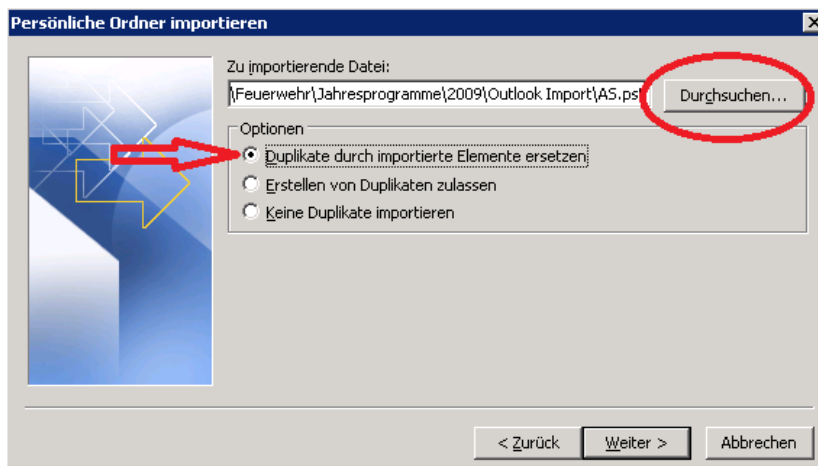 Persönliche Ordner importieren
Zu importierende Datei:
\Feuerwehr\Jahresprogramme\2009\Outlook Import\AS.pst
Durchsuchen...
Optionen
Duplikate durch importierte Elemente ersetzen
Erstellen von Duplikaten zulassen
Keine Duplikate importieren
< Zurück
Weiter >
Abbrechen